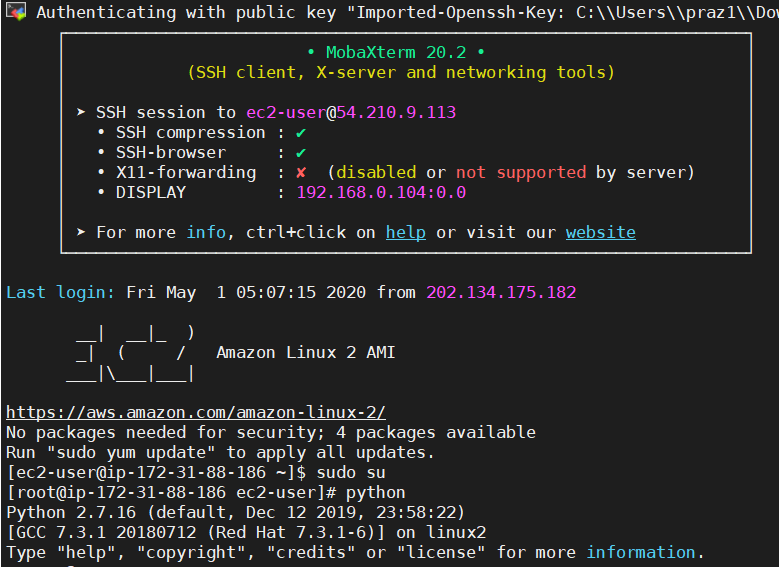 Authenticating with public key "Imported-Openssh-Key: C:\\Users\\praz1\\Dow
• MobaXterm 20.2 •
(SSH client, X-server and networking tools)
➤ SSH session to ec2-user@54.210.9.113
• SSH compression : ✔
• SSH-browser     : ✔
• X11-forwarding  : ✘  (disabled or not supported by server)
• DISPLAY         : 192.168.0.104:0.0
➤ For more info, ctrl+click on help or visit our website
Last login: Fri May  1 05:07:15 2020 from 202.134.175.182
__|  __|_  )
_|  (     /   Amazon Linux 2 AMI
___|\___|___|
https://aws.amazon.com/amazon-linux-2/
No packages needed for security; 4 packages available
Run "sudo yum update" to apply all updates.
[ec2-user@ip-172-31-88-186 ~]$ sudo su
[root@ip-172-31-88-186 ec2-user]# python
Python 2.7.16 (default, Dec 12 2019, 23:58:22)
[GCC 7.3.1 20180712 (Red Hat 7.3.1-6)] on linux2
Type "help", "copyright", "credits" or "license" for more information.